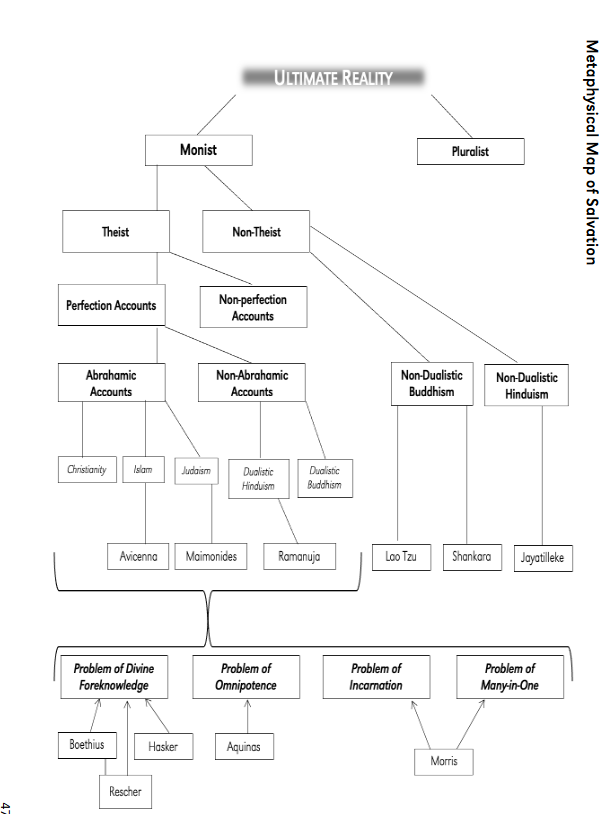 Metaphysical Map of Salvation
ULTIMATE REALITY
Monist
Pluralist
Theist
Non-Theist
Perfection Accounts
Non-perfection
Accounts
Abrahamic
Accounts
Non-Abrahamic
Accounts
Non-Dualistic
Buddhism
Non-Dualistic
Hinduism
Christianity
Islam
Judaism
Dualistic
Hinduism
Dualistic
Buddhism
Avicenna
Maimonides
Ramanuja
Lao Tzu
Shankara
Jayatilleke
Problem of Divine
Foreknowledge
Problem of
Omnipotence
Problem of
Incarnation
Problem of
Many-in-One
Boethius
Hasker
Aquinas
Morris
Rescher
47